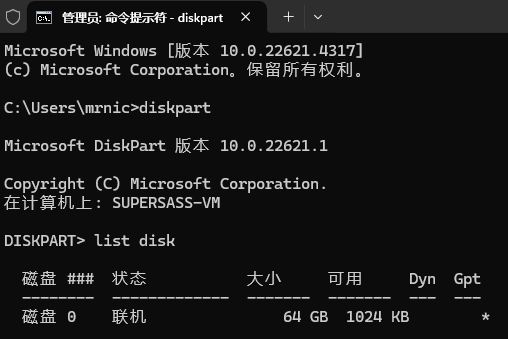 管理员: 命令提示符 - diskpart
Microsoft Windows [版本 10.0.22621.4317]
(c) Microsoft Corporation。保留所有权利。
C:\Users\mrnic>diskpart
Microsoft DiskPart 版本 10.0.22621.1
Copyright (C) Microsoft Corporation.
在计算机上: SUPERSASS-VM
DISKPART> list disk
磁盘 ###  状态           大小     可用     Dyn  Gpt
--------  -------------  -------  -------  ---  ---
磁盘 0    联机              64 GB  1024 KB        *